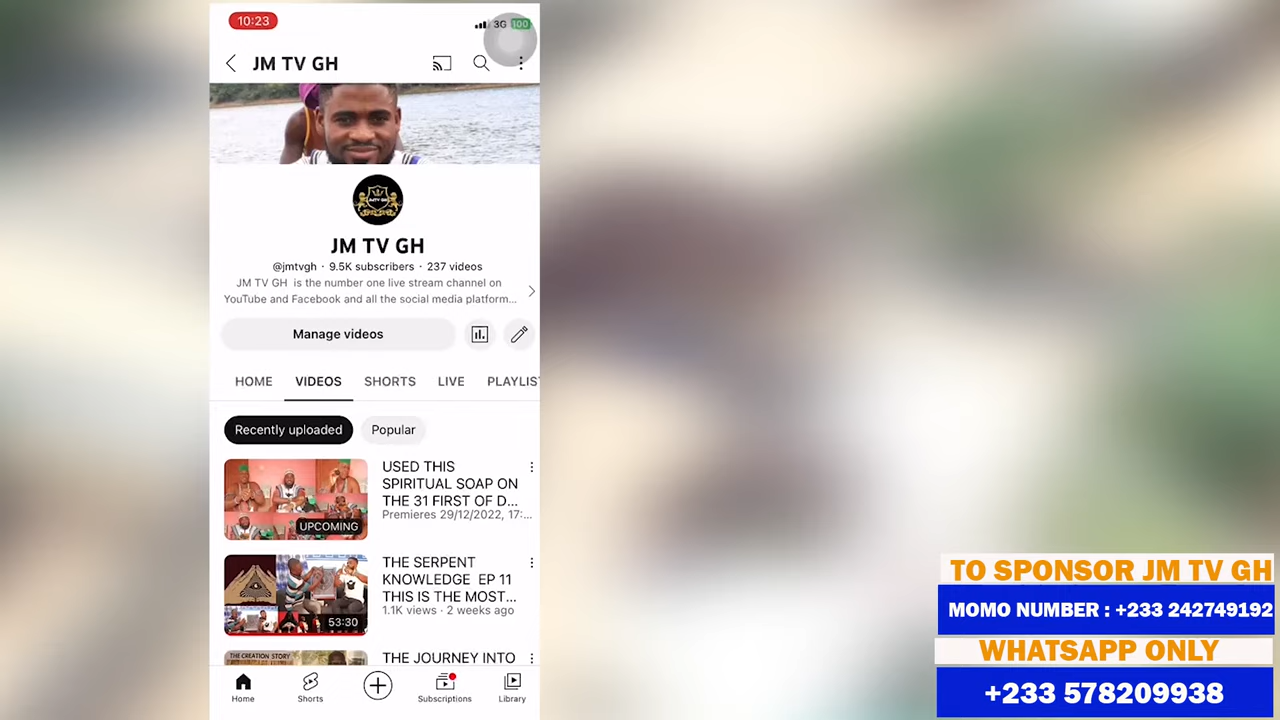 10:23
3G 100
JM TV GH
JM TV GH
@jmtvgh · 9.5K subscribers · 237 videos
JM TV GH is the number one live stream channel on
YouTube and Facebook and all the social media platform...
Manage videos
HOME VIDEOS SHORTS LIVE PLAYLIS
Recently uploaded Popular
USED THIS
SPIRITUAL SOAP ON
THE 31 FIRST OF D...
Premieres 29/12/2022, 17:...
UPCOMING
THE SERPENT
KNOWLEDGE EP 11
THIS IS THE MOST...
1.1K views · 2 weeks ago
53:30
THE CREATION STORY
THE JOURNEY INTO
Home Shorts Subscriptions Library
TO SPONSOR JM TV GH
MOMO NUMBER : +233 242749192
WHATSAPP ONLY
+233 578209938